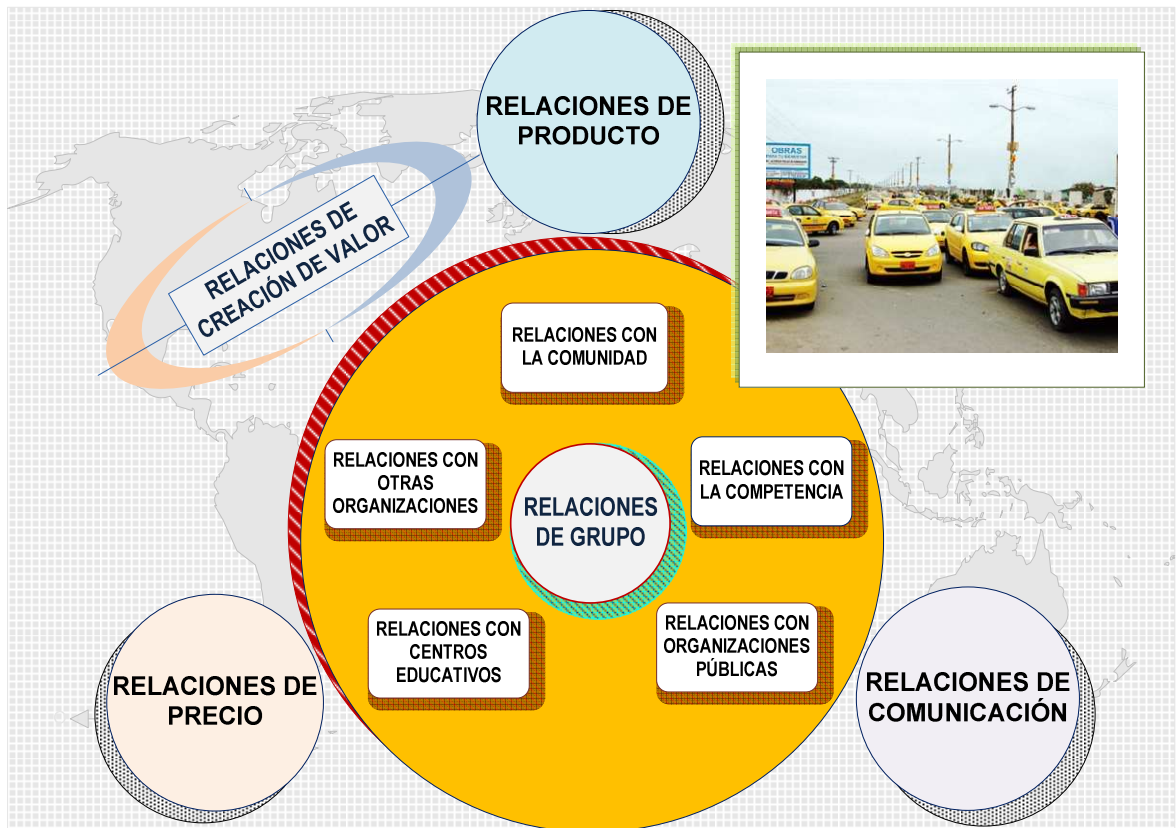 RELACIONES DE
PRODUCTO
OBRAS
RELACIONES DE
CREACIÓN DE VALOR
RELACIONES CON
LA COMUNIDAD
RELACIONES CON
OTRAS
ORGANIZACIONES
RELACIONES CON
LA COMPETENCIA
RELACIONES
DE GRUPO
RELACIONES CON
CENTROS
EDUCATIVOS
RELACIONES CON
ORGANIZACIONES
PÚBLICAS
RELACIONES DE
PRECIO
RELACIONES DE
COMUNICACIÓN